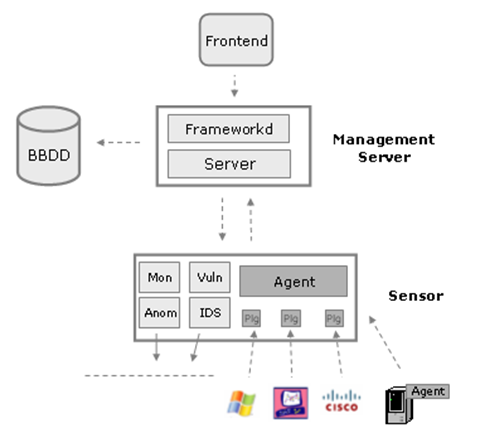 Frontend
Frameworkd
Server
BBDD
Management
Server
Mon
Vuln
Agent
Anom
IDS
Plg
Plg
Plg
Sensor
CISCO
Agent